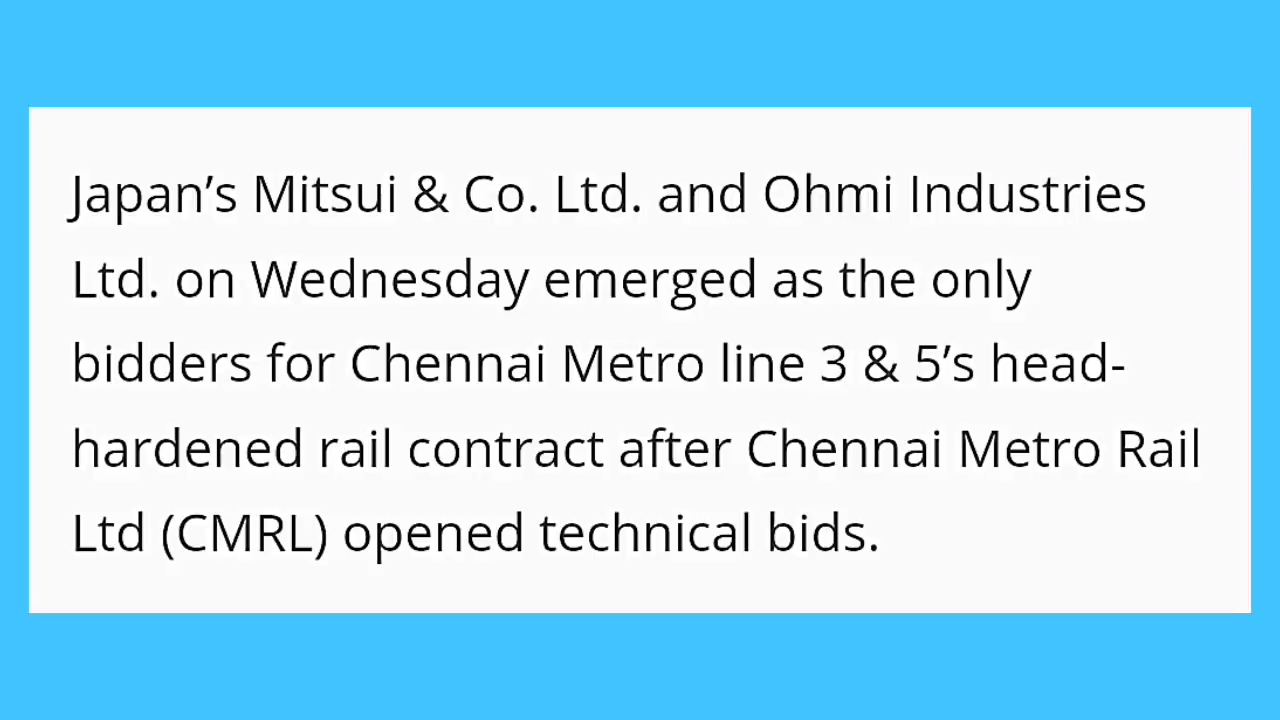 Japan’s Mitsui & Co. Ltd. and Ohmi Industries
Ltd. on Wednesday emerged as the only
bidders for Chennai Metro line 3 & 5’s head-
hardened rail contract after Chennai Metro Rail
Ltd (CMRL) opened technical bids.